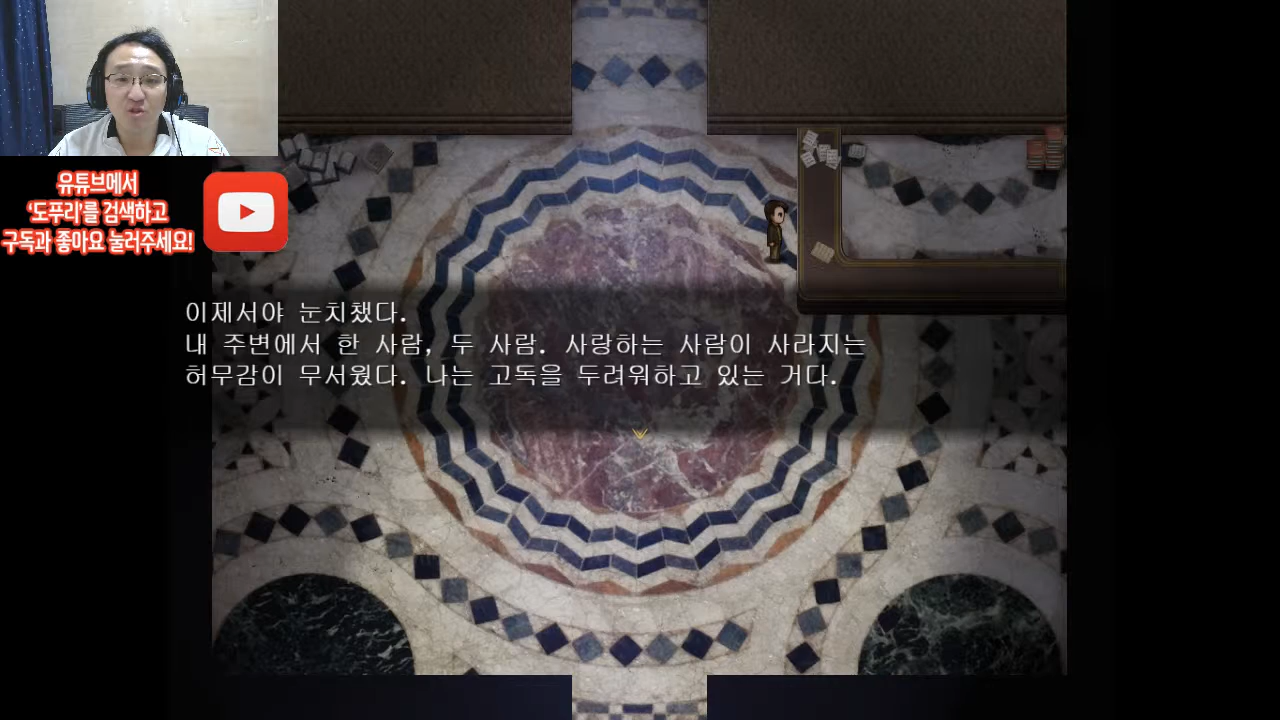 유튜브에서
‘도푸리’를 검색하고
구독과 좋아요 눌러주세요!
이제서야 눈치챘다.
내 주변에서 한 사람, 두 사람. 사랑하는 사람이 사라지는
허무감이 무서웠다. 나는 고독을 두려워하고 있는 거다.